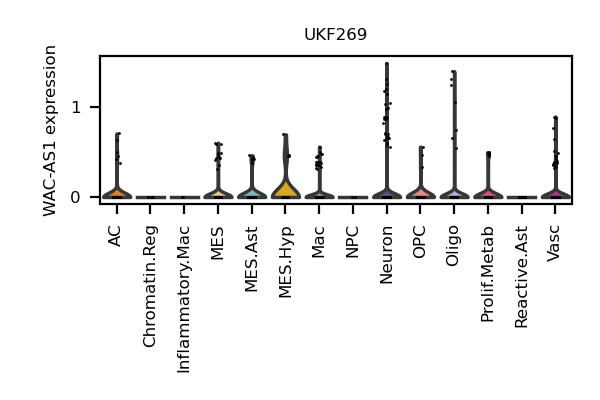 UKF269
WAC-AS1 expression
1
0
AC
Chromatin.Reg
Inflammatory.Mac
MES
MES.Ast
MES.Hyp
Mac
NPC
Neuron
OPC
Oligo
Prolif.Metab
Reactive.Ast
Vasc